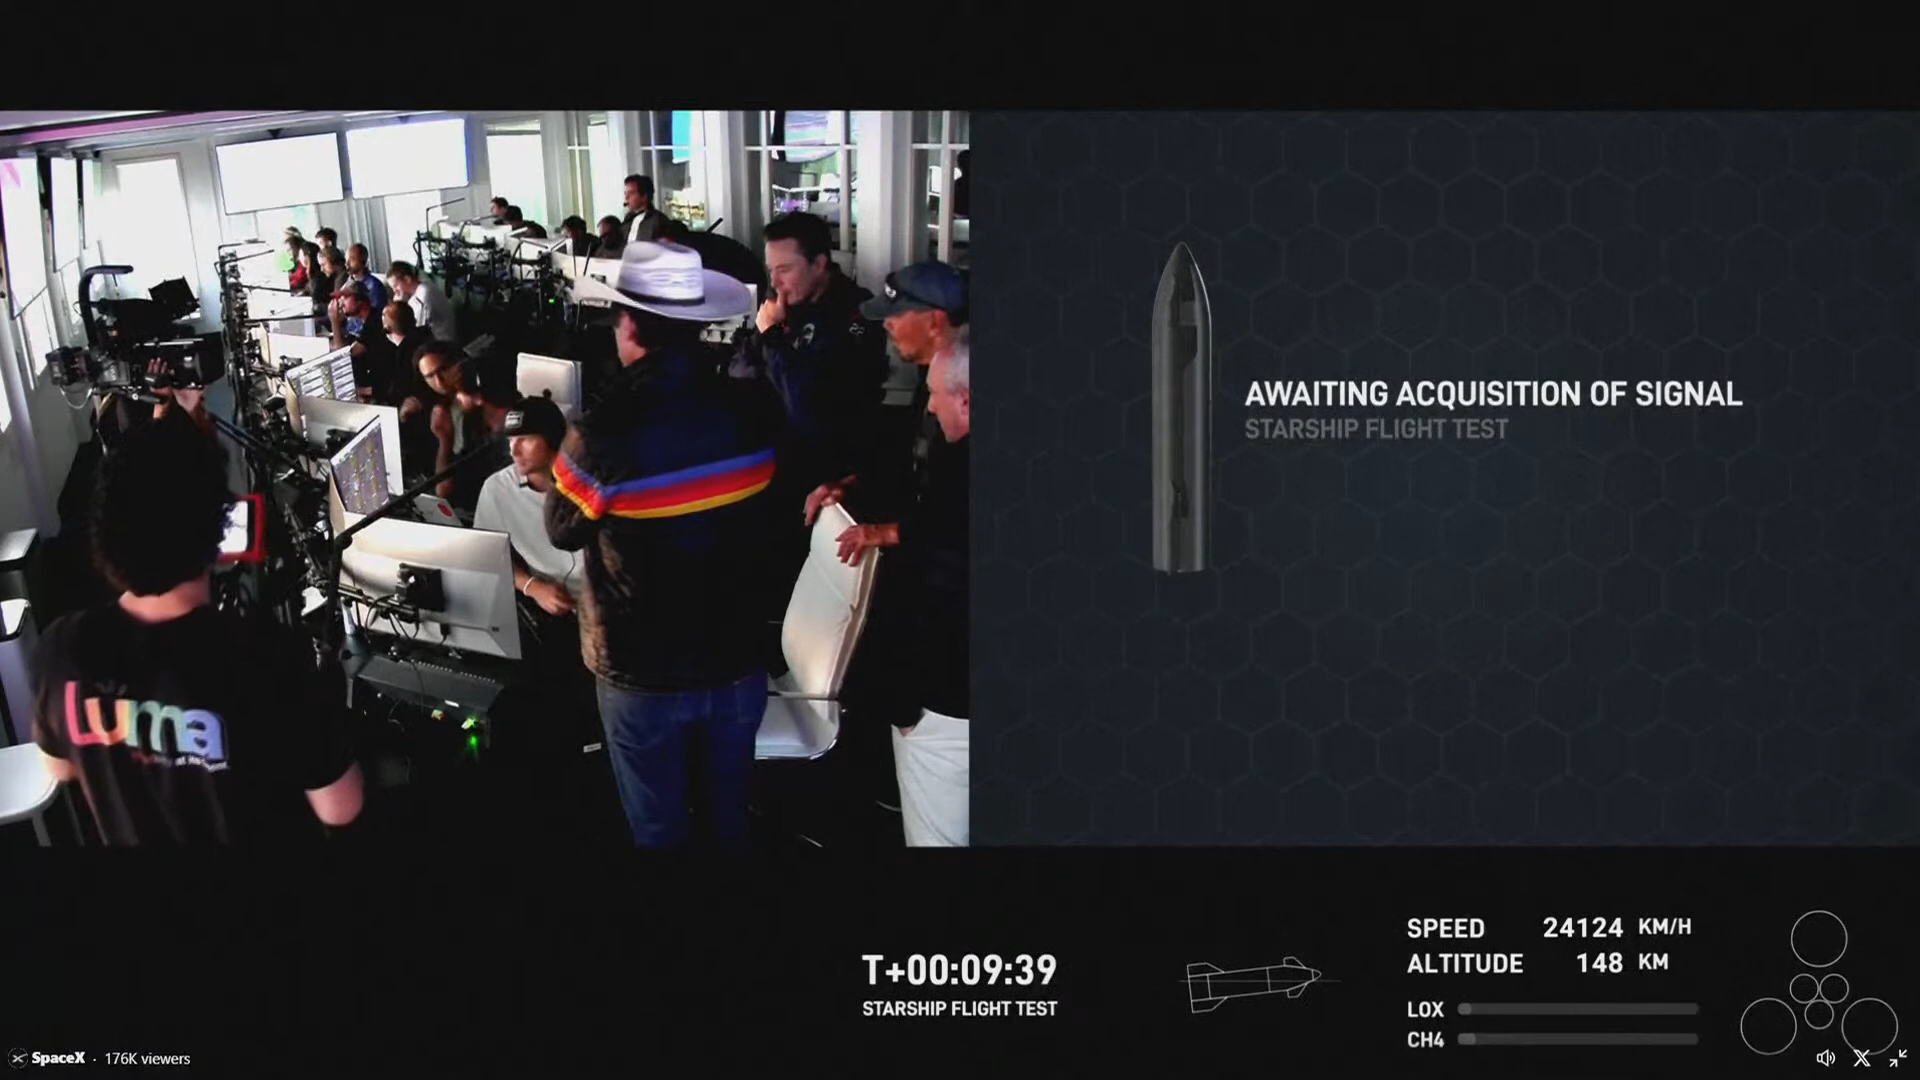 Luma
AWAITING ACQUISITION OF SIGNAL
STARSHIP FLIGHT TEST
T+00:09:39
STARSHIP FLIGHT TEST
SPEED 24124 KM/H
ALTITUDE 148 KM
LOX
CH4
SpaceX · 176K viewers